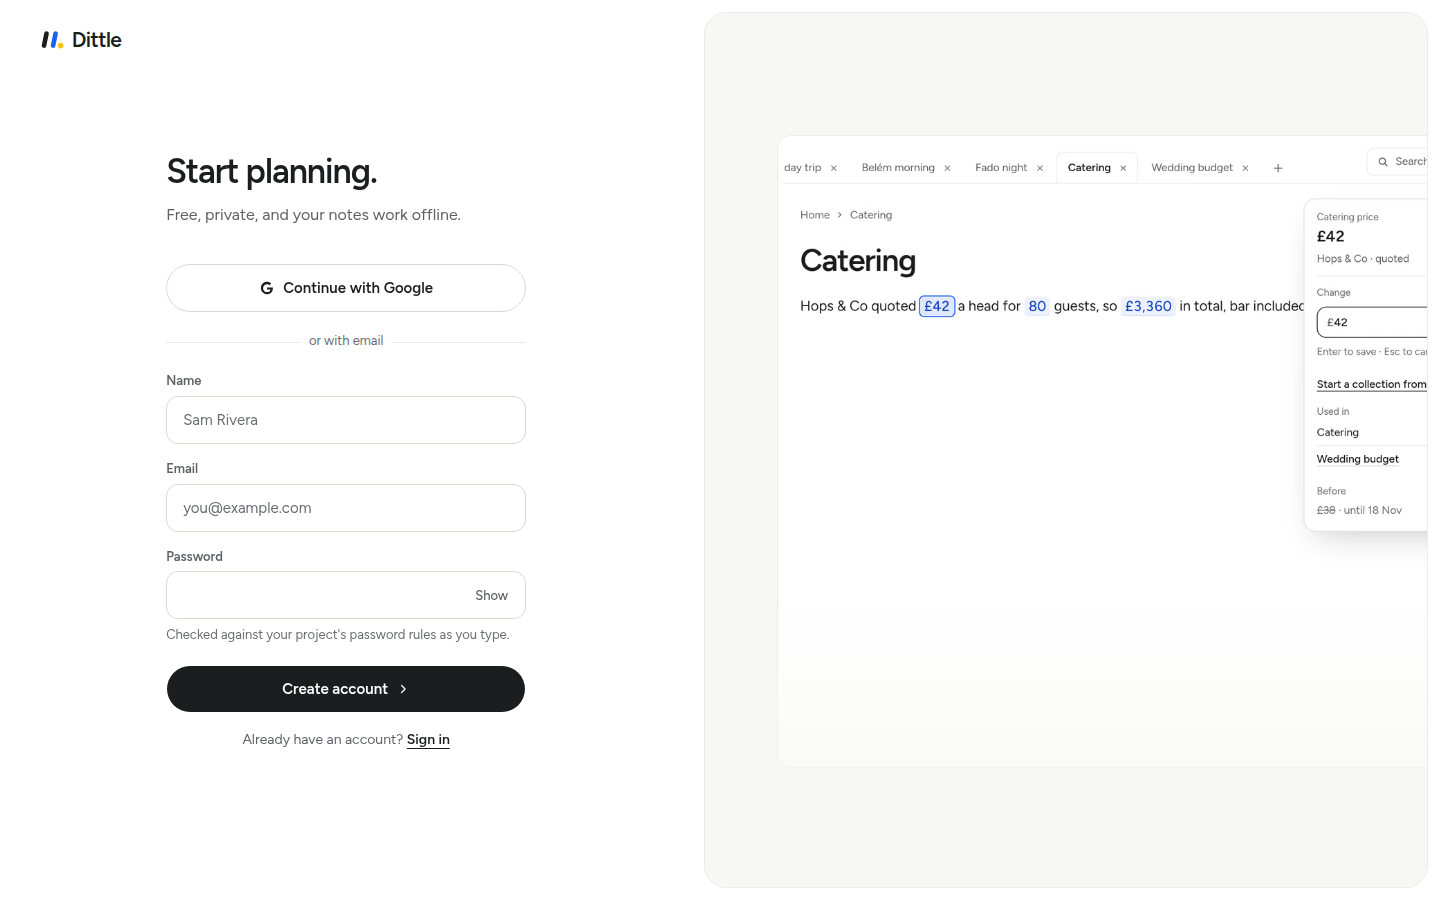 Dittle
Start planning.
Free, private, and your notes work offline.
Continue with Google
or with email
Name
Sam Rivera
Email
you@example.com
Password
Show
Checked against your project's password rules as you type.
Create account
Already have an account? Sign in
day trip
Belém morning
Fado night
Catering
Wedding budget
Search
Home > Catering
Catering
Hops & Co quoted £42 a head for 80 guests, so £3,360 in total, bar included
Catering price
£42
Hops & Co · quoted
Change
£42
Enter to save · Esc to
Start a collection from
Used in
Catering
Wedding budget
Before
£38 · until 18 Nov